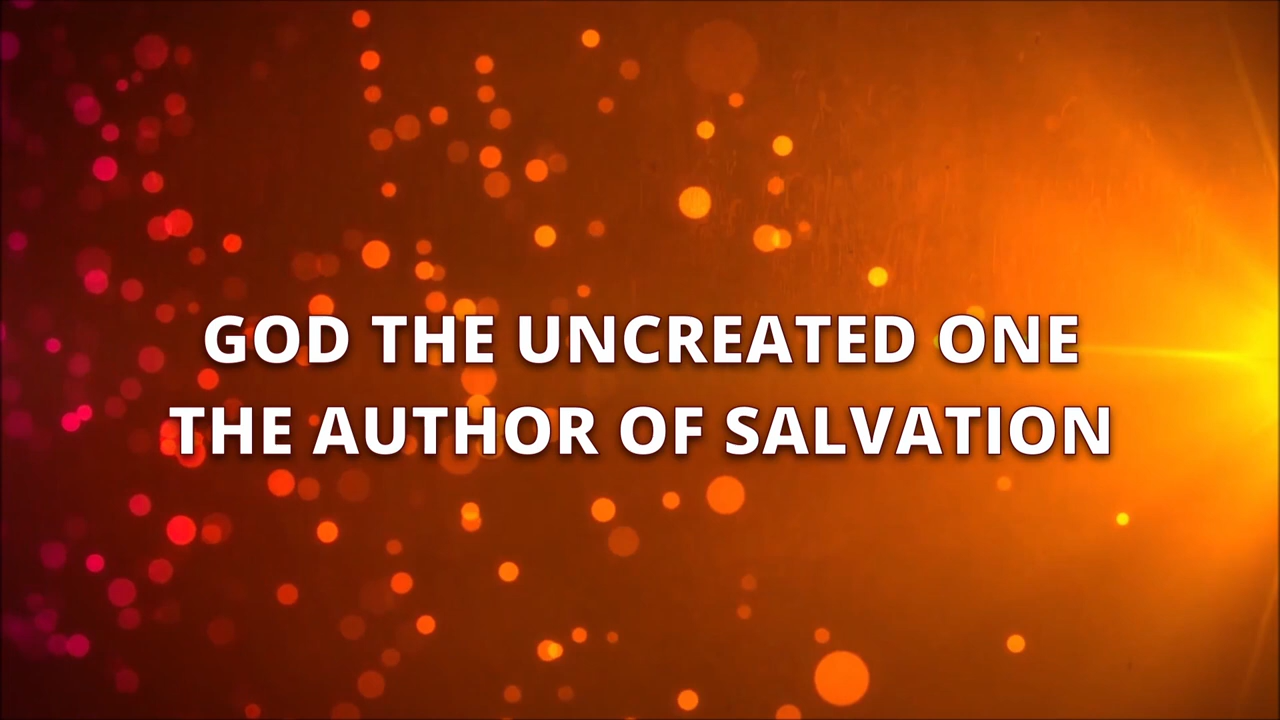 GOD THE UNCREATED ONE
THE AUTHOR OF SALVATION